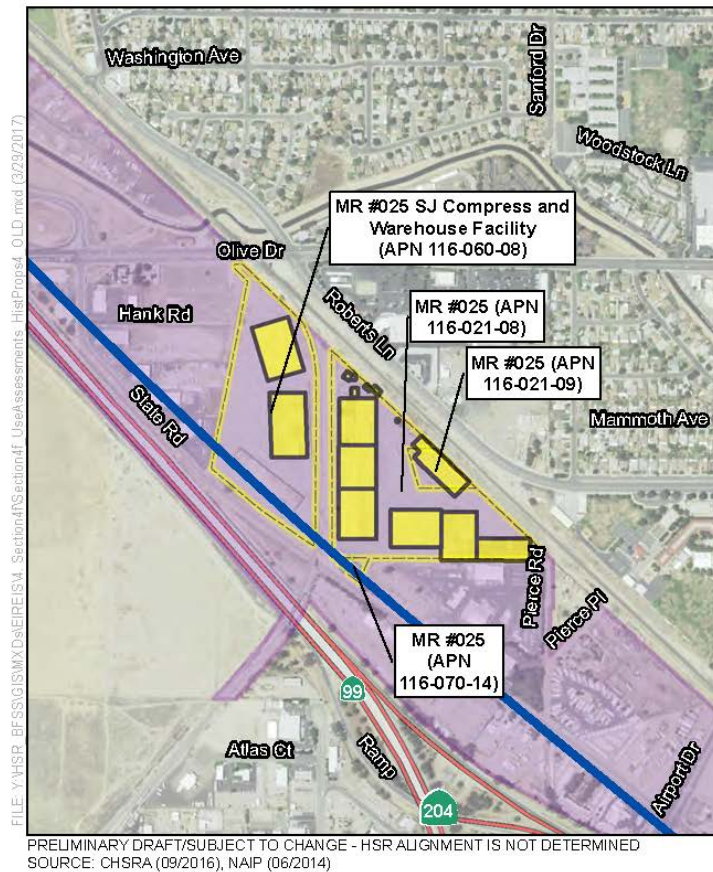 Washington Ave
Sanford Dr
Woodstock Ln
MR #025 SJ Compress and
Warehouse Facility
(APN 116-060-08)
Olive Dr
Hank Rd
Roberts Ln
MR #025 (APN
116-021-08)
MR #025 (APN
116-021-09)
State Rd
Mammoth Ave
Pierce Rd
Pierce Pl
MR #025
(APN
116-070-14)
99
Atlas Ct
Ramp
204
Airport Dr
FILE: Y:\HSR_BFSS\GIS\MXDs\EIREIS\4_Section4f\Section4f_UseAssessments_HistProps4_OLD.mxd (3/29/2017)
PRELIMINARY DRAFT/SUBJECT TO CHANGE - HSR ALIGNMENT IS NOT DETERMINED
SOURCE: CHSRA (09/2016), NAIP (06/2014)